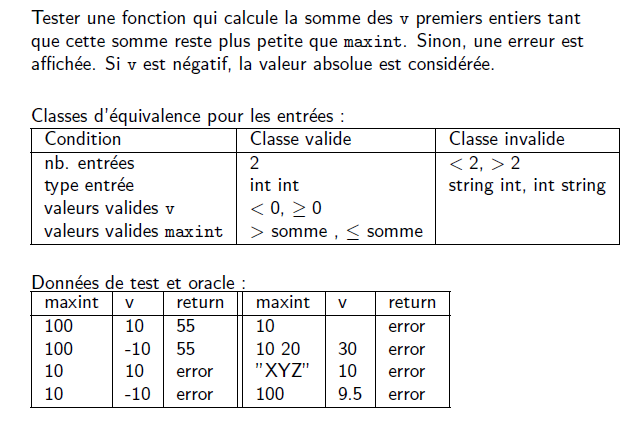 Tester une fonction qui calcule la somme des v premiers entiers tant
que cette somme reste plus petite que maxint. Sinon, une erreur est
affichée. Si v est négatif, la valeur absolue est considérée.
Classes d'équivalence pour les entrées :
Condition Classe valide Classe invalide
nb. entrées 2 < 2, > 2
type entrée int int string int, int string
valeurs valides v < 0, ≥ 0
valeurs valides maxint > somme , ≤ somme
Données de test et oracle :
maxint v return maxint v return
100 10 55 10 error
100 -10 55 10 20 30 error
10 10 error "XYZ" 10 error
10 -10 error 100 9.5 error